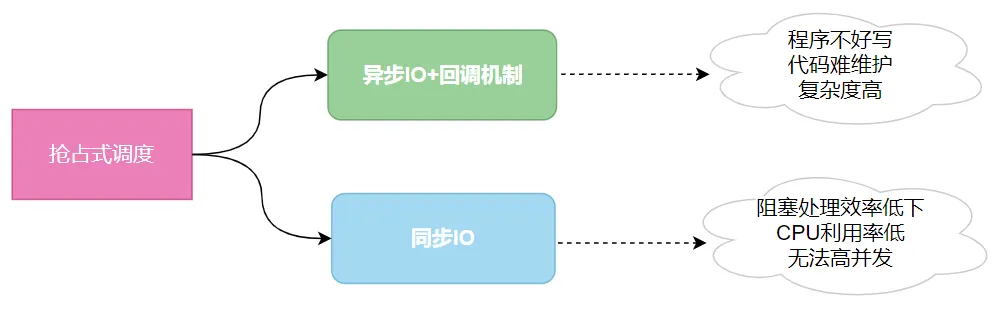 抢占式调度
异步IO+回调机制
程序不好写
代码难维护
复杂度高
同步IO
阻塞处理效率低下
CPU利用率低
无法高并发